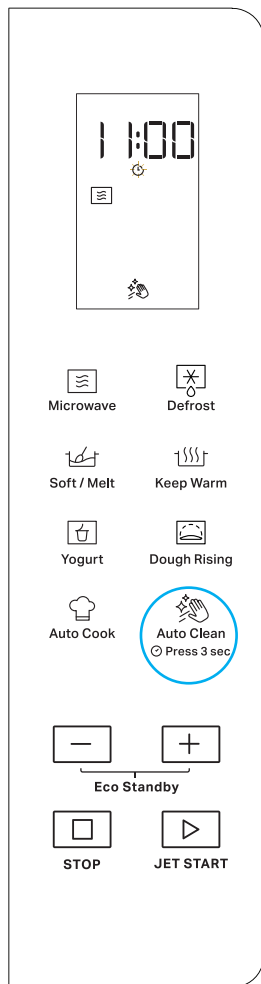 11:00
Microwave Defrost
Soft / Melt Keep Warm
Yogurt Dough Rising
Auto Cook Auto Clean
Press 3 sec
Eco Standby
STOP JET START